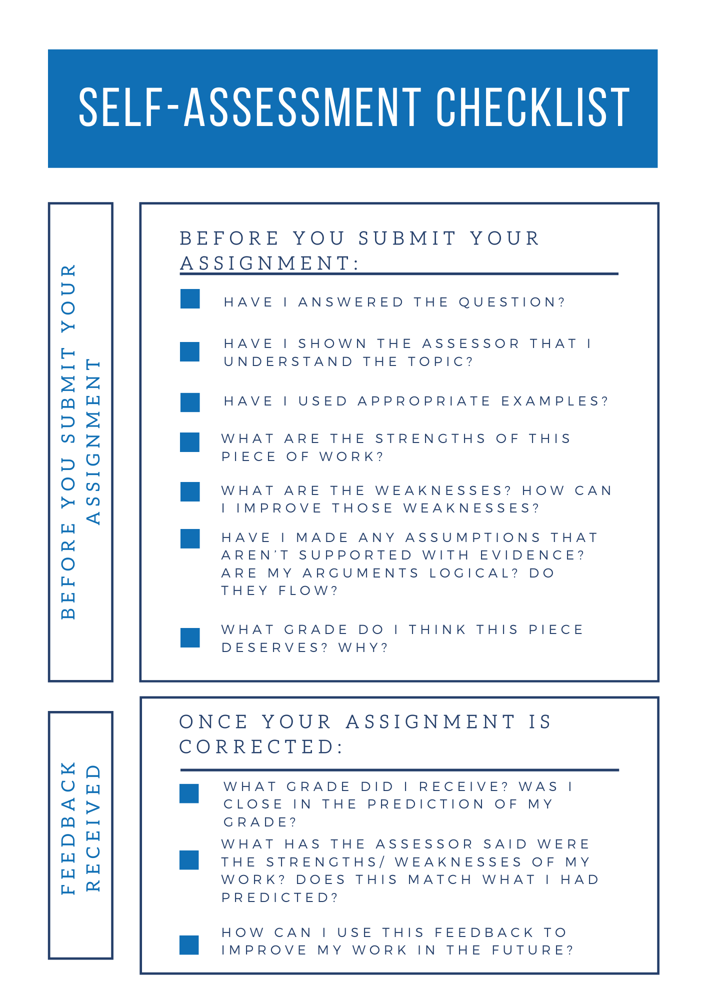 SELF-ASSESSMENT CHECKLIST
BEFORE YOU SUBMIT YOUR
ASSIGNMENT
BEFORE YOU SUBMIT YOUR
ASSIGNMENT:
HAVE I ANSWERED THE QUESTION?
HAVE I SHOWN THE ASSESSOR THAT I
UNDERSTAND THE TOPIC?
HAVE I USED APPROPRIATE EXAMPLES?
WHAT ARE THE STRENGTHS OF THIS
PIECE OF WORK?
WHAT ARE THE WEAKNESSES? HOW CAN
I IMPROVE THOSE WEAKNESSES?
HAVE I MADE ANY ASSUMPTIONS THAT
AREN'T SUPPORTED WITH EVIDENCE?
ARE MY ARGUMENTS LOGICAL? DO
THEY FLOW?
WHAT GRADE DO I THINK THIS PIECE
DESERVES? WHY?
FEEDBACK
RECEIVED
ONCE YOUR ASSIGNMENT IS
CORRECTED:
WHAT GRADE DID I RECEIVE? WAS I
CLOSE IN THE PREDICTION OF MY
GRADE?
WHAT HAS THE ASSESSOR SAID WERE
THE STRENGTHS/ WEAKNESSES OF MY
WORK? DOES THIS MATCH WHAT I HAD
PREDICTED?
HOW CAN I USE THIS FEEDBACK TO
IMPROVE MY WORK IN THE FUTURE?